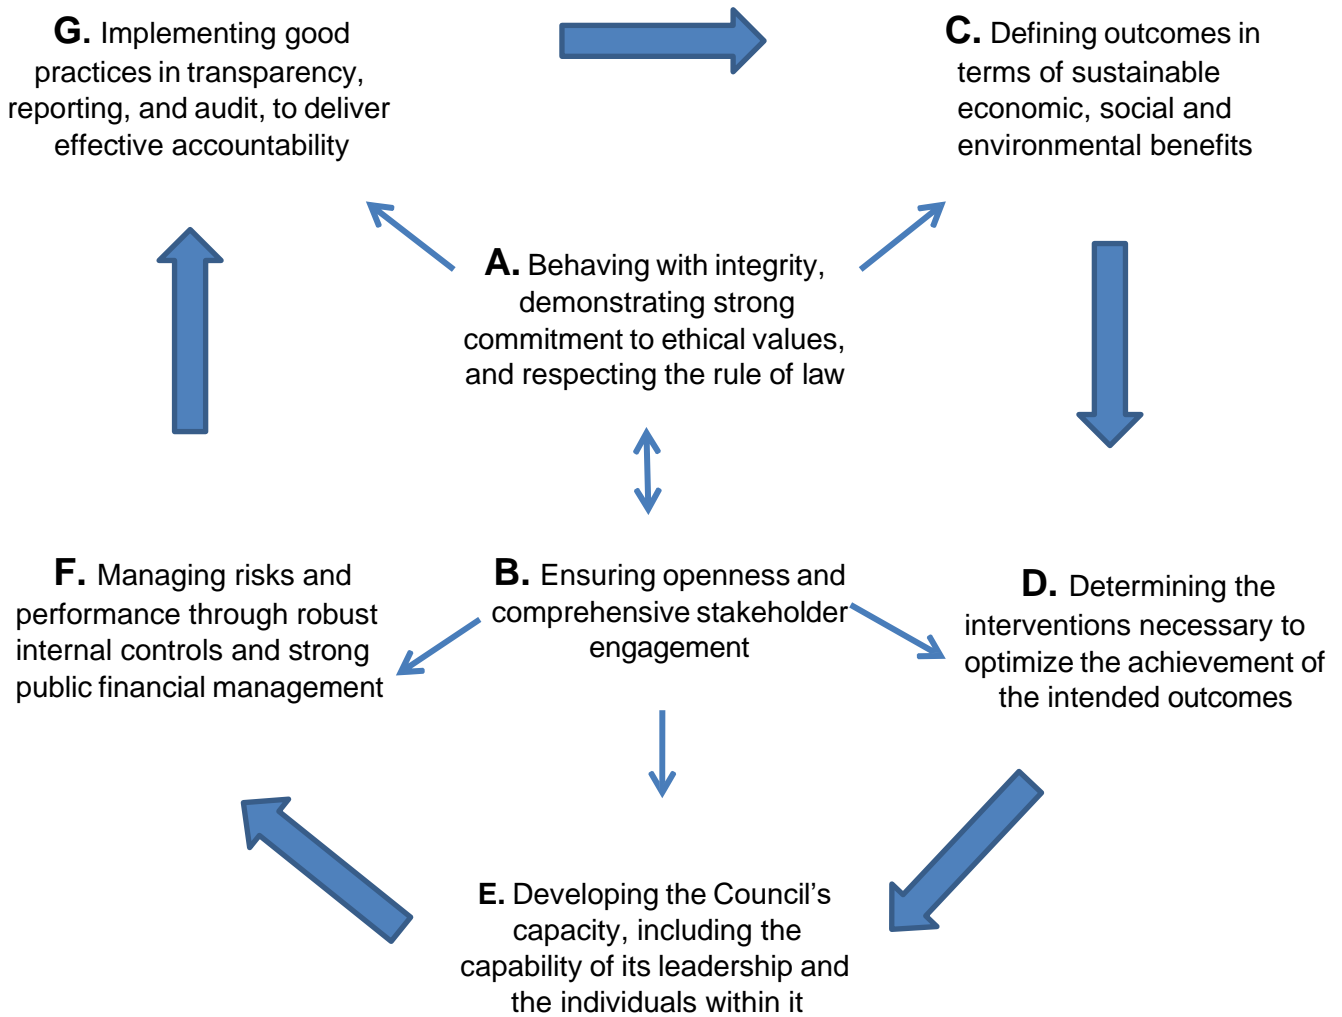 G. Implementing good
practices in transparency,
reporting, and audit, to deliver
effective accountability
C. Defining outcomes in
terms of sustainable
economic, social and
environmental benefits
A. Behaving with integrity,
demonstrating strong
commitment to ethical values,
and respecting the rule of law
F. Managing risks and
performance through robust
internal controls and strong
public financial management
B. Ensuring openness and
comprehensive stakeholder
engagement
D. Determining the
interventions necessary to
optimize the achievement of
the intended outcomes
E. Developing the Council’s
capacity, including the
capability of its leadership and
the individuals within it